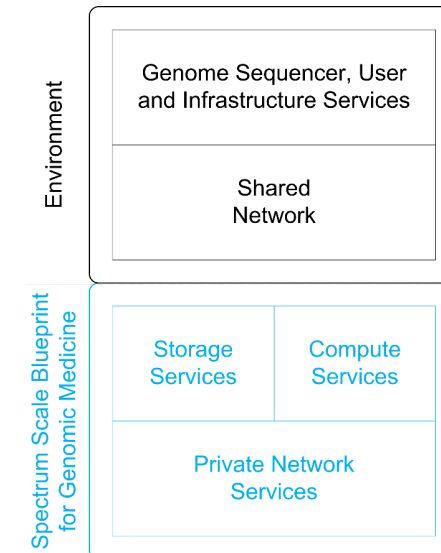 Environment
Genome Sequencer, User
and Infrastructure Services
Shared
Network
Spectrum Scale Blueprint
for Genomic Medicine
Storage
Services
Compute
Services
Private Network
Services